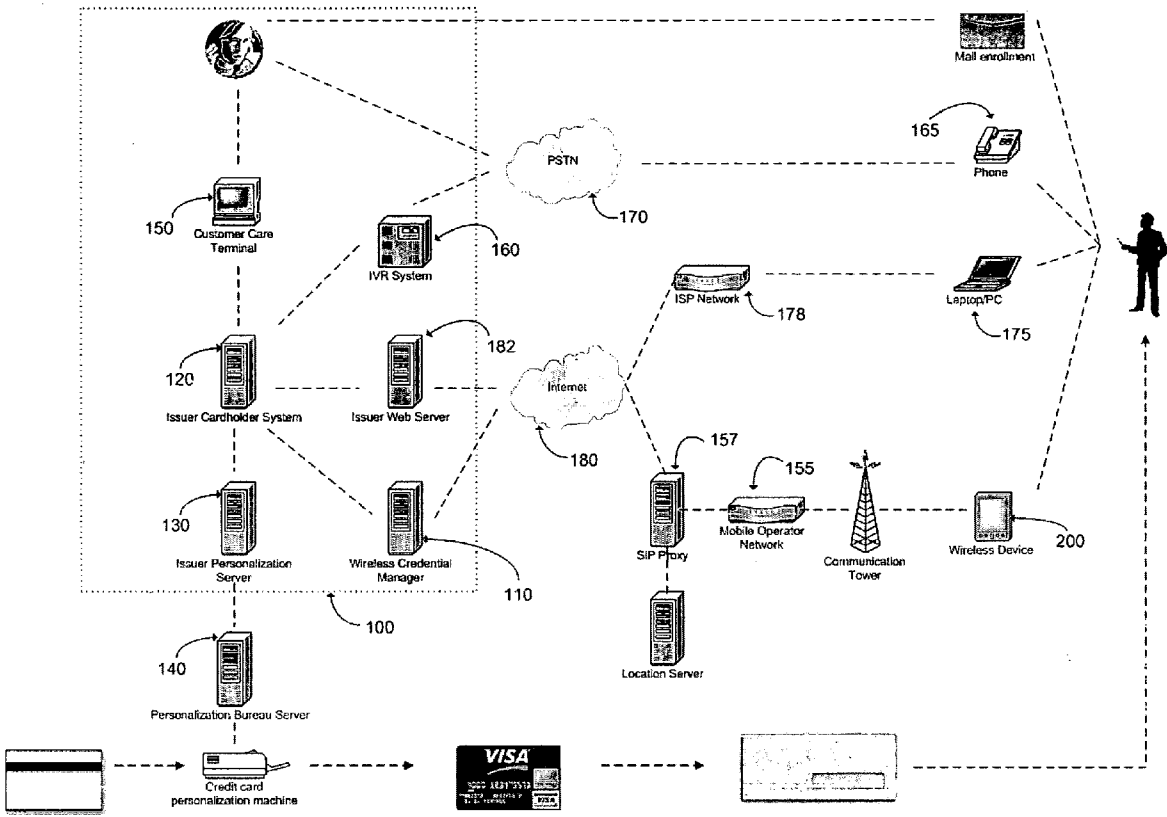 Mail enrollment
165
PSTN
Phone
170
150
Customer Care
Terminal
160
IVR System
ISP Network
178
Laptop/PC
175
182
120
Internet
Issuer Cardholder System
Issuer Web Server
180
157
155
130
SIP Proxy
Mobile Operator
Network
Communication
Tower
Wireless Device
200
Issuer Personalization
Server
Wireless Credential
Manager
110
100
140
Location Server
Personalization Bureau Server
VISA
Credit card
personalization machine